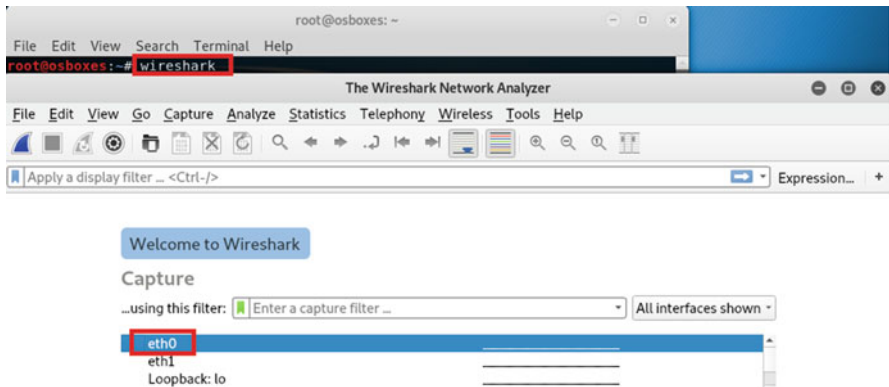 root@osboxes: ~
File Edit View Search Terminal Help
root@osboxes:~# wireshark
The Wireshark Network Analyzer
File Edit View Go Capture Analyze Statistics Telephony Wireless Tools Help
Apply a display filter ... <Ctrl-/>
Expression... +
Welcome to Wireshark
Capture
...using this filter: Enter a capture filter ... All interfaces shown
eth0
eth1
Loopback: lo